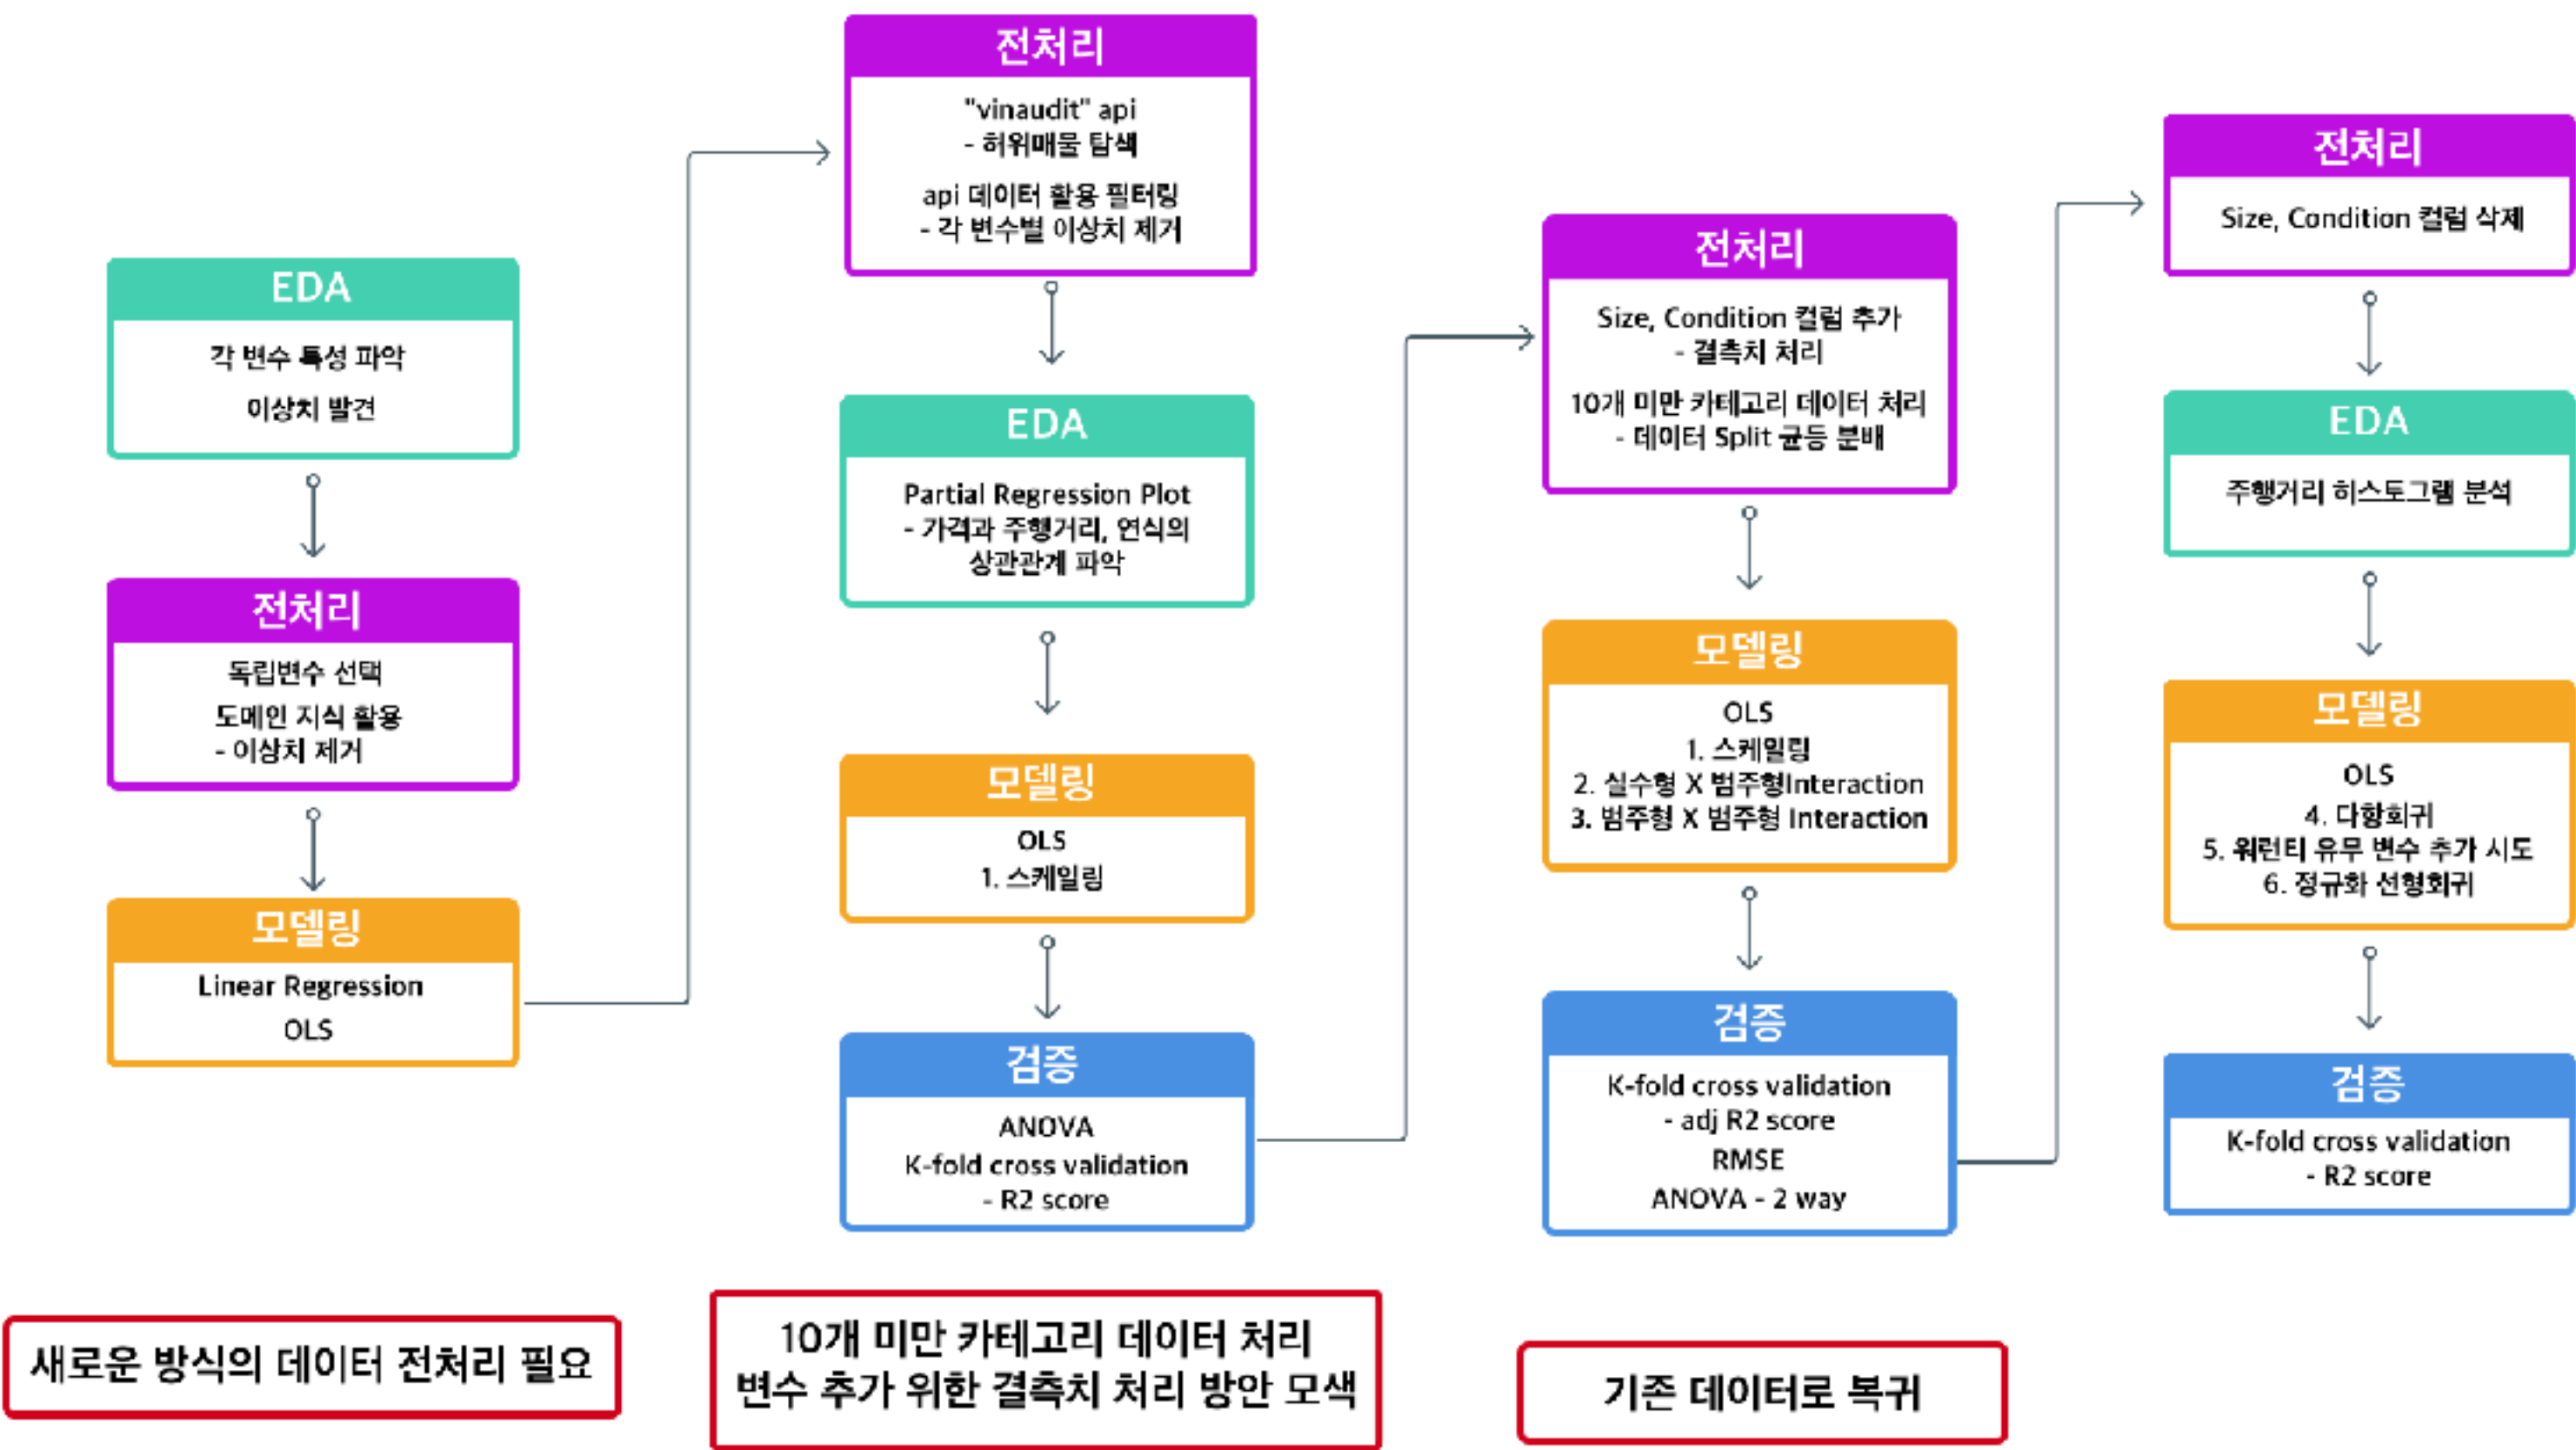 EDA
각 변수 특성 파악
이상치 발견
전처리
독립변수 선택
도메인 지식 활용
- 이상치 제거
모델링
Linear Regression
OLS
새로운 방식의 데이터 전처리 필요
전처리
"vinaudit" api
- 허위매물 탐색
api 데이터 활용 필터링
- 각 변수별 이상치 제거
EDA
Partial Regression Plot
- 가격과 주행거리, 연식의
상관관계 파악
모델링
OLS
1. 스케일링
검증
ANOVA
K-fold cross validation
- R2 score
10개 미만 카테고리 데이터 처리
변수 추가 위한 결측치 처리 방안 모색
전처리
Size, Condition 컬럼 추가
- 결측치 처리
10개 미만 카테고리 데이터 처리
- 데이터 Split 균등 분배
모델링
OLS
1. 스케일링
2. 실수형 X 범주형Interaction
3. 범주형 X 범주형 Interaction
검증
K-fold cross validation
- adj R2 score
RMSE
ANOVA - 2 way
기존 데이터로 복귀
전처리
Size, Condition 컬럼 삭제
EDA
주행거리 히스토그램 분석
모델링
OLS
4. 다항회귀
5. 워런티 유무 변수 추가 시도
6. 정규화 선형회귀
검증
K-fold cross validation
- R2 score